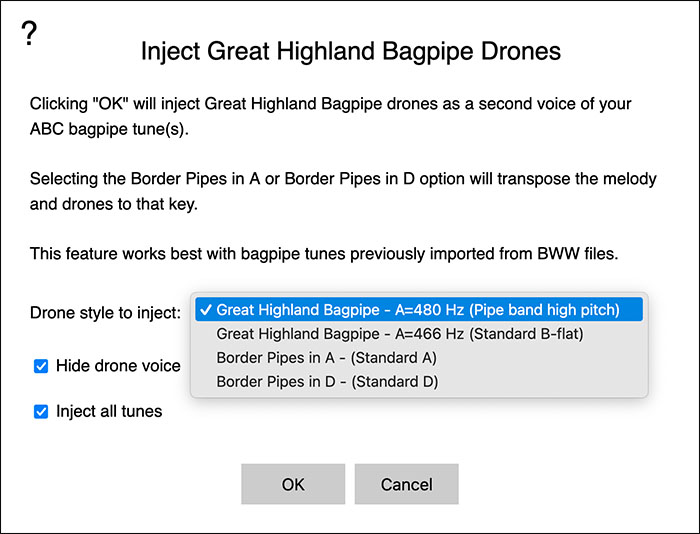 ?
Inject Great Highland Bagpipe Drones
Clicking "OK" will inject Great Highland Bagpipe drones as a second voice of your
ABC bagpipe tune(s).
Selecting the Border Pipes in A or Border Pipes in D option will transpose the melody
and drones to that key.
This feature works best with bagpipe tunes previously imported from BWW files.
Drone style to inject:
✓ Great Highland Bagpipe - A=480 Hz (Pipe band high pitch)
Great Highland Bagpipe - A=466 Hz (Standard B-flat)
Border Pipes in A - (Standard A)
Border Pipes in D - (Standard D)
Hide drone voice
Inject all tunes
OK
Cancel